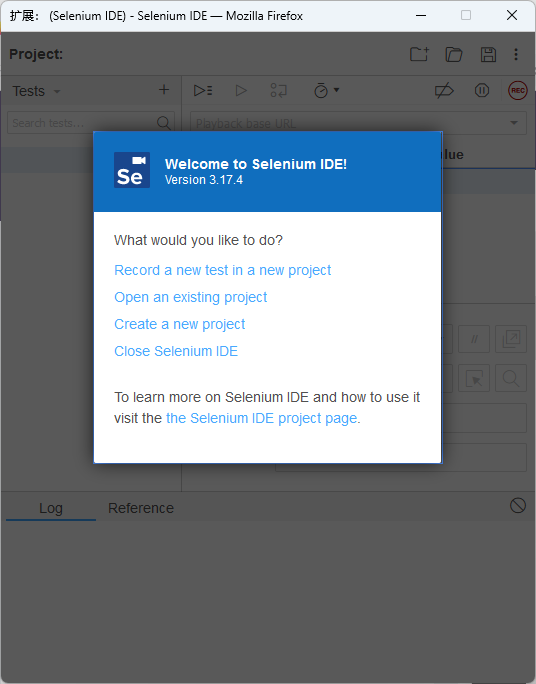 扩展： (Selenium IDE) - Selenium IDE — Mozilla Firefox
Project:
Tests
REC
Search tests...
Playback base URL
Se
Welcome to Selenium IDE!
Version 3.17.4
What would you like to do?
Record a new test in a new project
Open an existing project
Create a new project
Close Selenium IDE
//
To learn more on Selenium IDE and how to use it
visit the the Selenium IDE project page.
Log
Reference